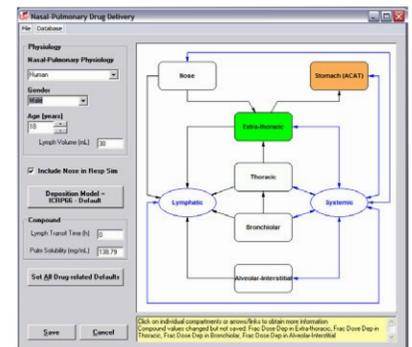 Nasal-Pulmonary Drug Delivery
File Database
Physiology
Nasal-Pulmonary Physiology
Human
Gender
Male
Age (years)
18
Lymph Volume (mL) 30
Include Nose in Resp Sim
Deposition Model =
ICRP66 - Default
Compound
Lymph Transit Time (h) 0
Pulm Solubility (mg/mL) 138.79
Set All Drug-related Defaults
Save Cancel
Nose
Stomach (ACAT)
Extra-thoracic
Thoracic
Lymphatic
Systemic
Bronchiolar
Alveolar-Interstitial
Click on individual compartments or arrows/links to obtain more information
Compound values changed but not saved: Frac Dose Dep in Extra-thoracic, Frac Dose Dep in
Thoracic, Frac Dose Dep in Bronchiolar, Frac Dose Dep in Alveolar-Interstitial